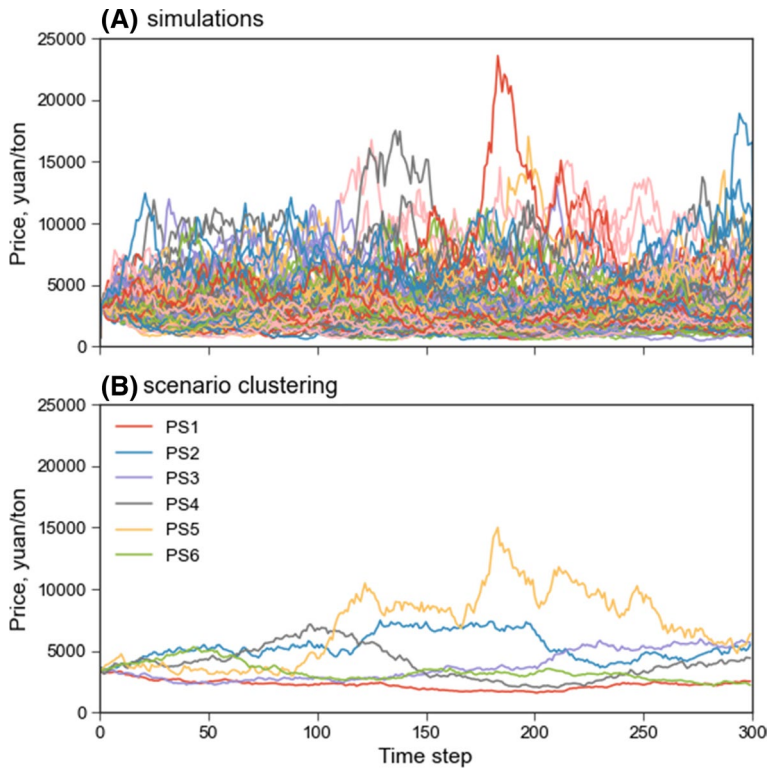 (A) simulations
25000
20000
15000
10000
5000
0
Price, yuan/ton
(B) scenario clustering
25000
20000
15000
10000
5000
0
Price, yuan/ton
PS1
PS2
PS3
PS4
PS5
PS6
0 50 100 150 200 250 300
Time step